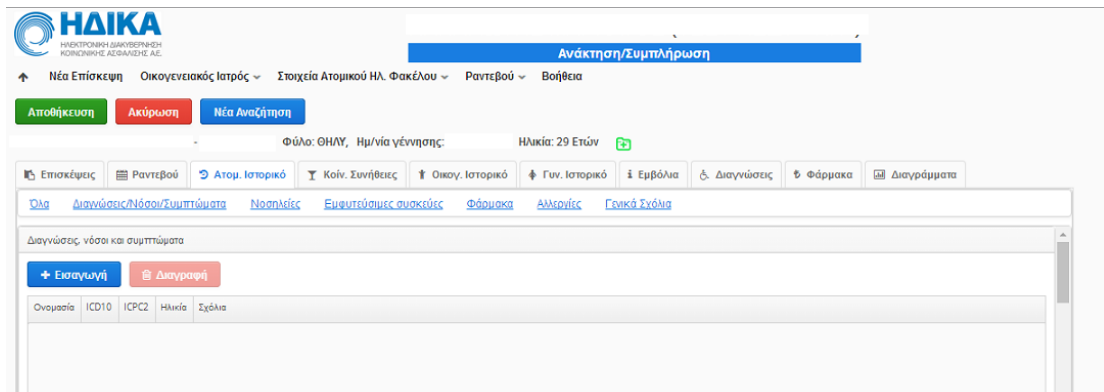 ΗΔΙΚΑ
ΗΛΕΚΤΡΟΝΙΚΗ ΔΙΑΚΥΒΕΡΝΗΣΗ
ΚΟΙΝΩΝΙΚΗΣ ΑΣΦΑΛΙΣΗΣ Α.Ε.
Ανάκτηση/Συμπλήρωση
Νέα Επίσκεψη Οικογενειακός Ιατρός Στοιχεία Ατομικού Ηλ. Φακέλου Ραντεβού Βοήθεια
Αποθήκευση Ακύρωση Νέα Αναζήτηση
- Φύλο: ΘΗΛΥ, Ημ/νία γέννησης: Ηλικία: 29 Ετών
Επισκέψεις Ραντεβού Ατομ. Ιστορικό Κοίν. Συνήθειες Οικογ. Ιστορικό Γυν. Ιστορικό Εμβόλια Διαγνώσεις Φάρμακα Διαγράμματα
Όλα Διαγνώσεις/Νόσοι/Συμπτώματα Νοσηλείες Εμφυτεύσιμες συσκεύες Φάρμακα Αλλεργίες Γενικά Σχόλια
Διαγνώσεις, νόσοι και συμπτώματα
+ Εισαγωγή Διαγραφή
Ονομασία ICD10 ICPC2 Ηλικία Σχόλια